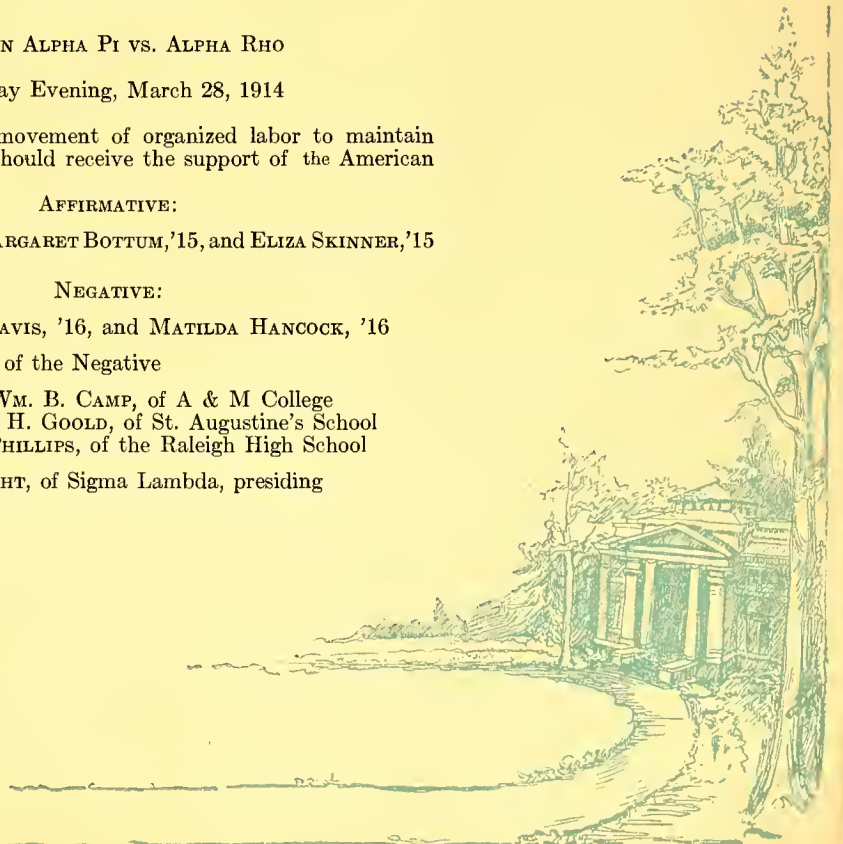 N ALPHA PI VS. ALPHA RHO
ay Evening, March 28, 1914
movement of organized labor to maintain
hould receive the support of the American
AFFIRMATIVE:
ARGARET BOTTUM,'15, and ELIZA SKINNER,'15
NEGATIVE:
AVIS, '16, and MATILDA HANCOCK, '16
of the Negative
WM. B. CAMP, of A & M College
H. GOOLD, of St. Augustine's School
PHILLIPS, of the Raleigh High School
HT, of Sigma Lambda, presiding